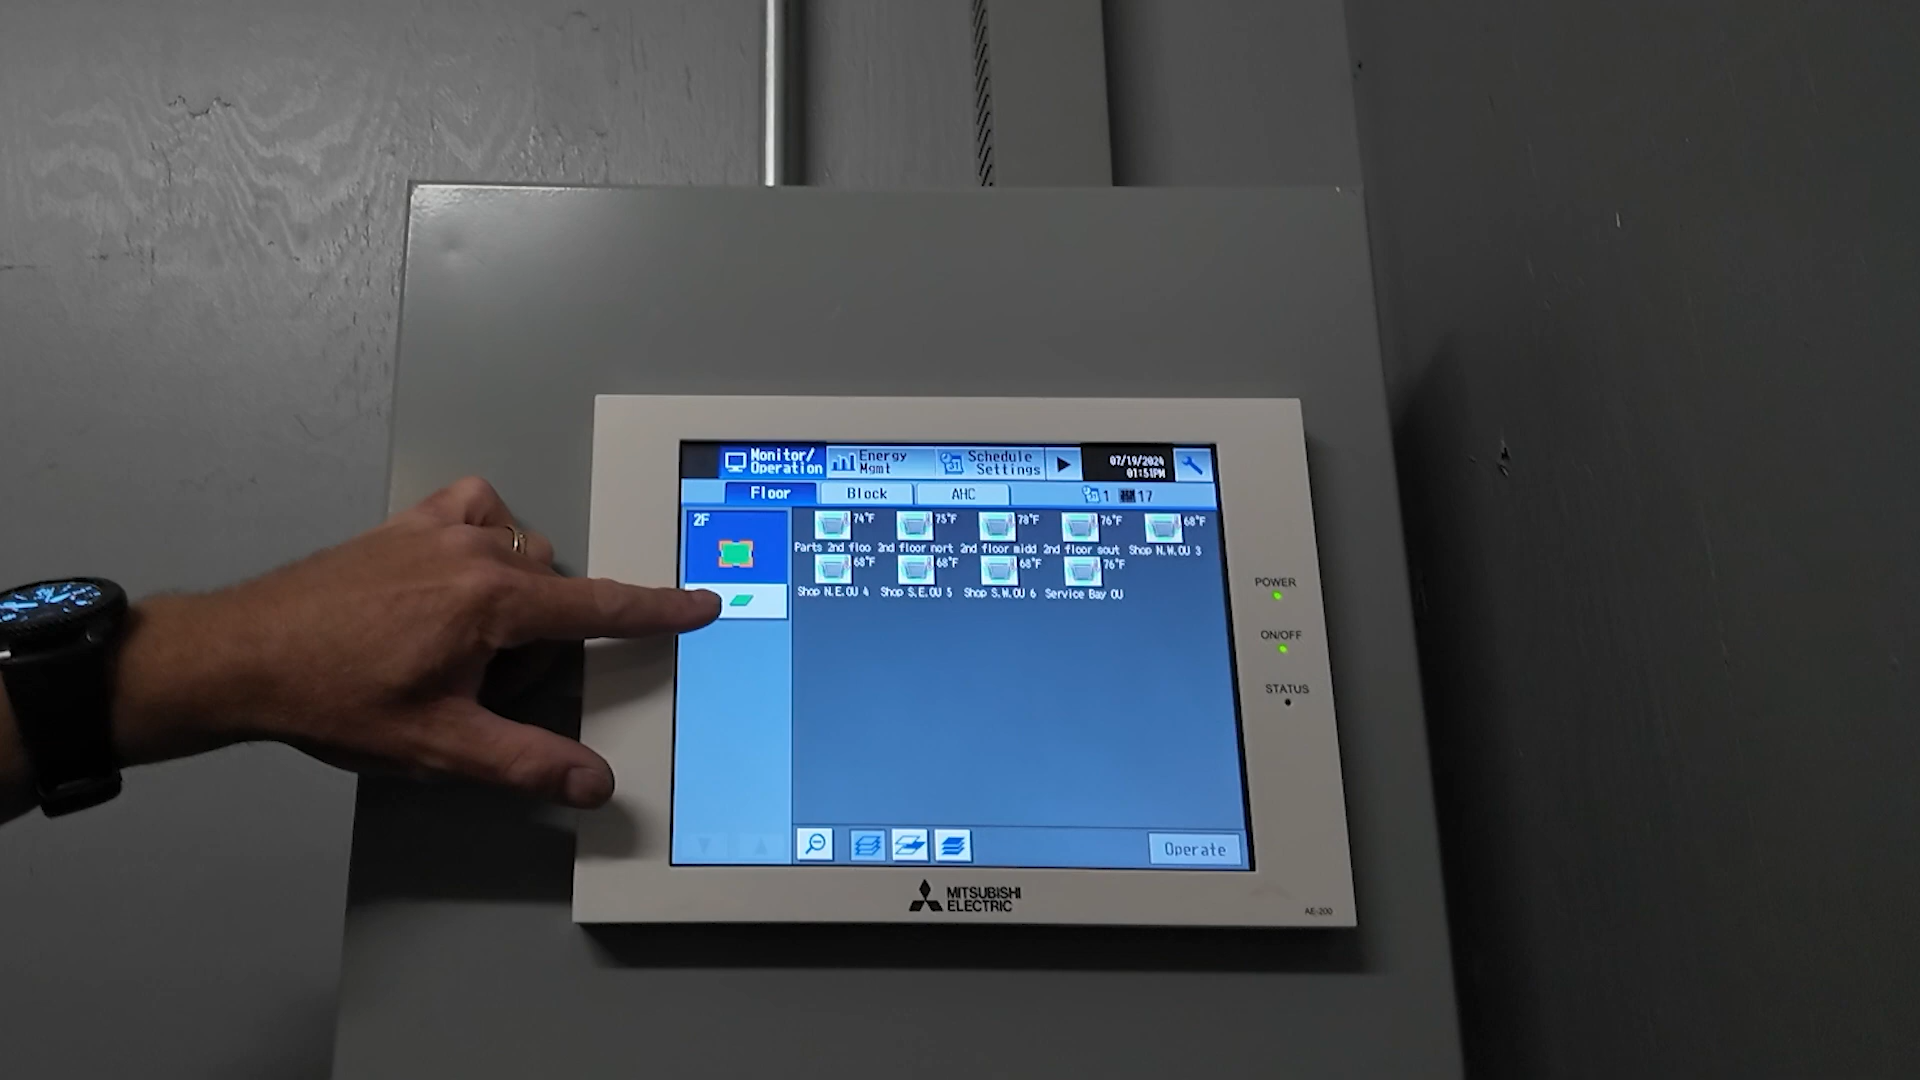 Monitor/
Operation
Energy
Mgmt
Schedule
Settings
07/19/2024
01:51PM
Floor
Block
AHC
1
17
2F
74°F
75°F
73°F
76°F
68°F
Parts 2nd floo
2nd floor nort
2nd floor midd
2nd floor sout
Shop N.W.OU 3
68°F
68°F
68°F
76°F
Shop N.E.OU 4
Shop S.E.OU 5
Shop S.W.OU 6
Service Bay OU
Operate
POWER
ON/OFF
STATUS
MITSUBISHI
ELECTRIC
AE-200